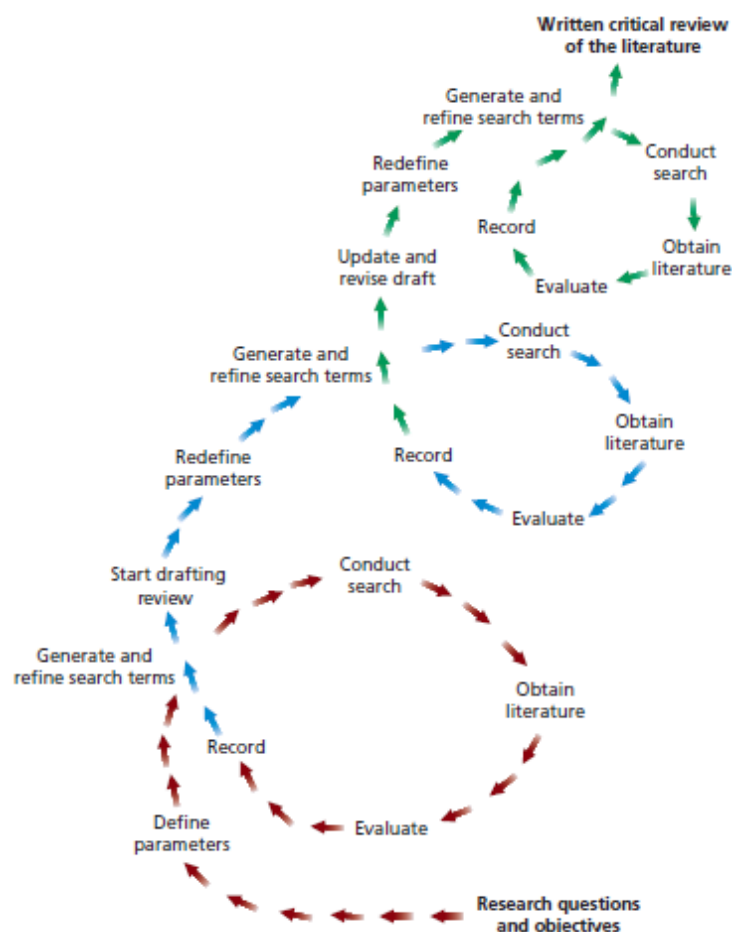 Written critical review
of the literature
Generate and
refine search terms
Conduct
search
Redefine
parameters
Record
Obtain
literature
Update and
revise draft
Evaluate
Conduct
search
Generate and
refine search terms
Obtain
literature
Record
Redefine
parameters
Evaluate
Conduct
search
Start drafting
review
Generate and
refine search terms
Obtain
literature
Record
Define
parameters
Evaluate
Research questions
and objectives